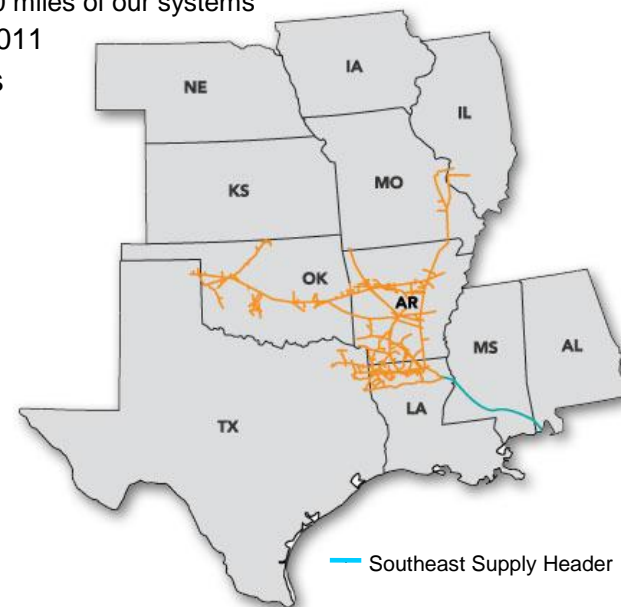 0 miles of our systems
011
s
IA
NE
IL
KS
MO
OK
AR
MS
AL
TX
LA
Southeast Supply Header